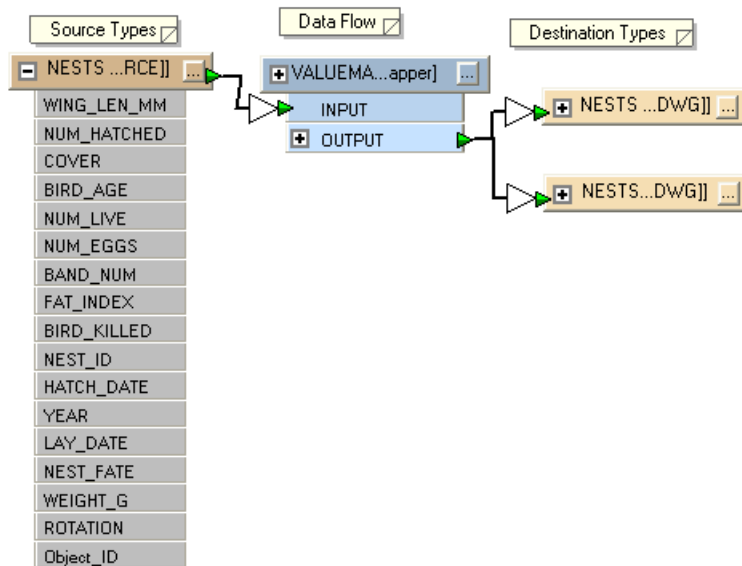 Source Types
Data Flow
Destination Types
NESTS ...RCE]] ...
VALUEMA...apper] ...
NESTS ...DWG]] ...
WING_LEN_MM
INPUT
NUM_HATCHED
OUTPUT
COVER
BIRD_AGE
NESTS...DWG]] ...
NUM_LIVE
NUM_EGGS
BAND_NUM
FAT_INDEX
BIRD_KILLED
NEST_ID
HATCH_DATE
YEAR
LAY_DATE
NEST_FATE
WEIGHT_G
ROTATION
Object_ID